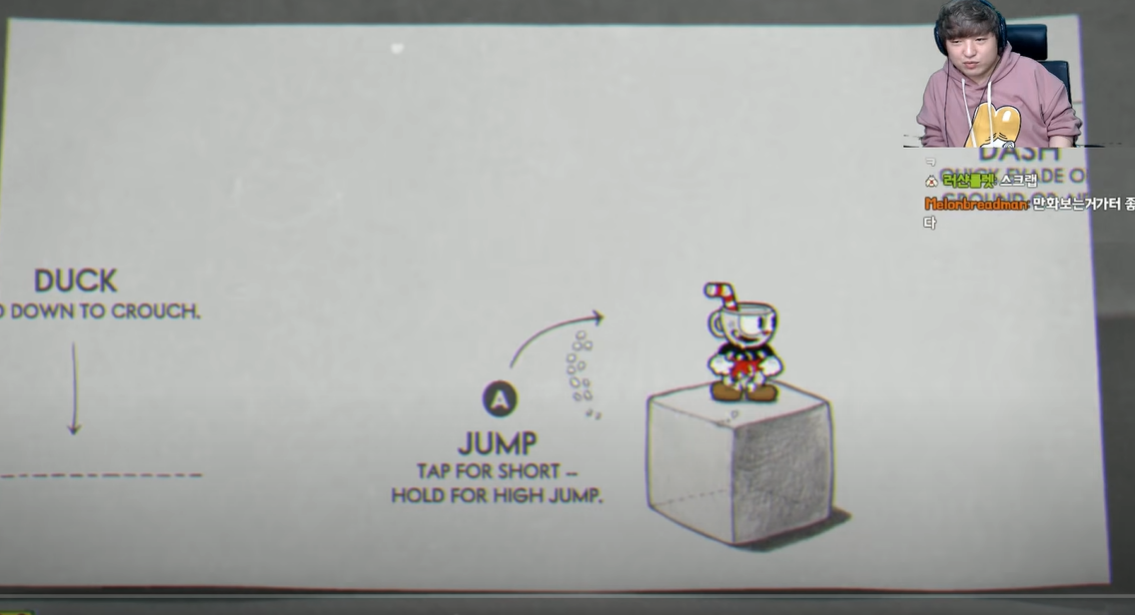 DUCK
DOWN TO CROUCH.
A
JUMP
TAP FOR SHORT –
HOLD FOR HIGH JUMP.
DASH
ㅋ
러샨룰렛: 스크랩
Melonbreadman: 만화보는거가터 좀
다